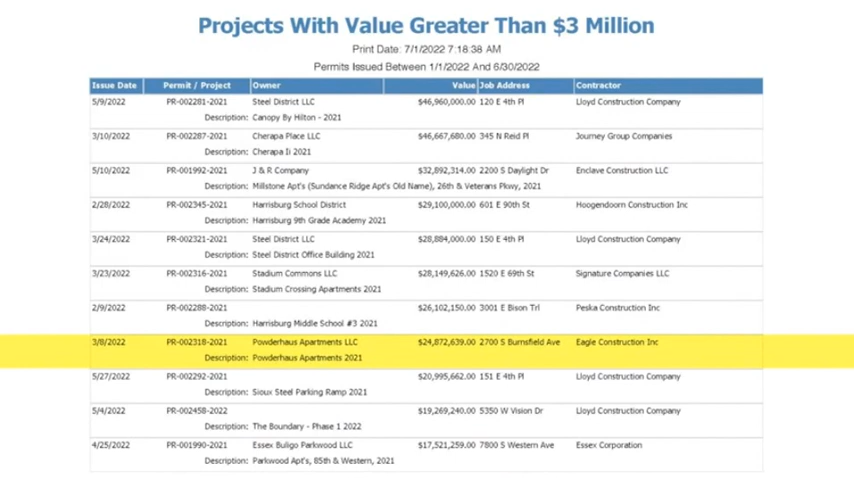 Projects With Value Greater Than $3 Million
Print Date: 7/1/2022 7:18:38 AM
Permits Issued Between 1/1/2022 And 6/30/2022
Issue Date Permit / Project Owner Value Job Address Contractor
5/9/2022 PR-002281-2021 Steel District LLC $46,960,000.00 120 E 4th Pl Lloyd Construction Company
Description: Canopy By Hilton - 2021
3/10/2022 PR-002287-2021 Cherapa Place LLC $46,667,680.00 345 N Reid Pl Journey Group Companies
Description: Cherapa Ii 2021
5/10/2022 PR-001992-2021 J & R Company $32,892,314.00 2200 S Daylight Dr Enclave Construction LLC
Description: Millstone Apt's (Sundance Ridge Apt's Old Name), 26th & Veterans Pkwy, 2021
2/28/2022 PR-002345-2021 Harrisburg School District $29,100,000.00 601 E 90th St Hoogendoorn Construction Inc
Description: Harrisburg 9th Grade Academy 2021
3/24/2022 PR-002321-2021 Steel District LLC $28,884,000.00 150 E 4th Pl Lloyd Construction Company
Description: Steel District Office Building 2021
3/23/2022 PR-002316-2021 Stadium Commons LLC $28,149,626.00 1520 E 69th St Signature Companies LLC
Description: Stadium Crossing Apartments 2021
2/9/2022 PR-002288-2021 $26,102,150.00 3001 E Bison Trl Peska Construction Inc
Description: Harrisburg Middle School #3 2021
3/8/2022 PR-002318-2021 Powderhaus Apartments LLC $24,872,639.00 2700 S Burnsfield Ave Eagle Construction Inc
Description: Powderhaus Apartments 2021
5/27/2022 PR-002292-2021 $20,995,662.00 151 E 4th Pl Lloyd Construction Company
Description: Sioux Steel Parking Ramp 2021
5/4/2022 PR-002458-2022 $19,269,240.00 5350 W Vision Dr Lloyd Construction Company
Description: The Boundary - Phase 1 2022
4/25/2022 PR-001990-2021 Essex Buligo Parkwood LLC $17,521,259.00 7800 S Western Ave Essex Corporation
Description: Parkwood Apt's, 85th & Western, 2021